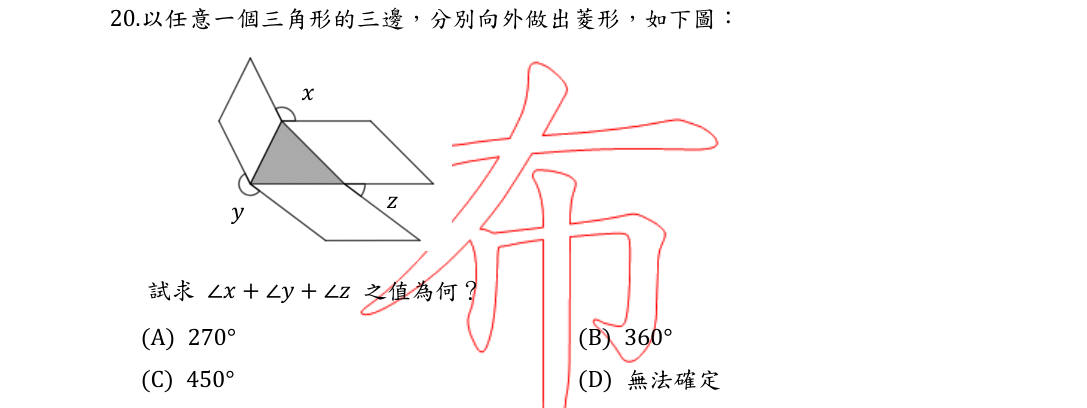 20.以任意一個三角形的三邊，分別向外做出菱形，如下圖：
x
y
z
布
試求 ∠x + ∠y + ∠z 之值為何？
(A) 270°
(B) 360°
(C) 450°
(D) 無法確定